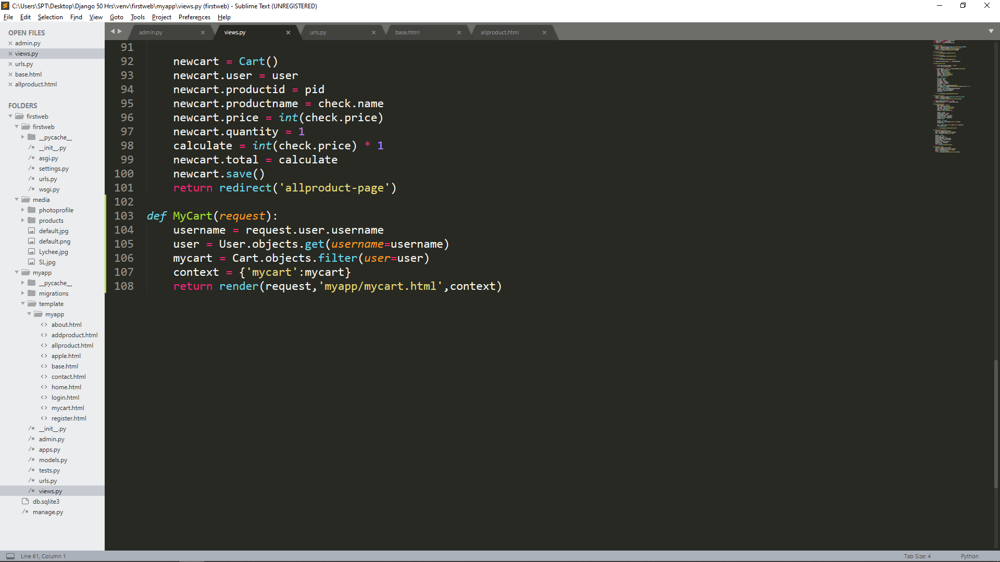 C:\Users\SPT\Desktop\Django 50 Hrs\venv\firstweb\myapp\views.py (firstweb) - Sublime Text (UNREGISTERED)
File Edit Selection Find View Goto Tools Project Preferences Help
OPEN FILES
admin.py
views.py
urls.py
base.html
allproduct.html
FOLDERS
firstweb
firstweb
__pycache__
/* __init__.py
/* asgi.py
/* settings.py
/* urls.py
/* wsgi.py
media
photoprofile
products
default.jpg
default.png
Lychee.jpg
SL.jpg
myapp
__pycache__
migrations
template
myapp
<> about.html
<> addproduct.html
<> allproduct.html
<> apple.html
<> base.html
<> contact.html
<> home.html
<> login.html
<> mycart.html
<> register.html
/* __init__.py
/* admin.py
/* apps.py
/* models.py
/* tests.py
/* urls.py
/* views.py
db.sqlite3
/* manage.py
admin.py views.py urls.py base.html allproduct.html
91
92 newcart = Cart()
93 newcart.user = user
94 newcart.productid = pid
95 newcart.productname = check.name
96 newcart.price = int(check.price)
97 newcart.quantity = 1
98 calculate = int(check.price) * 1
99 newcart.total = calculate
100 newcart.save()
101 return redirect('allproduct-page')
102
103 def MyCart(request):
104 username = request.user.username
105 user = User.objects.get(username=username)
106 mycart = Cart.objects.filter(user=user)
107 context = {'mycart':mycart}
108 return render(request,'myapp/mycart.html',context)
Line 61, Column 1
Tab Size: 4
Python